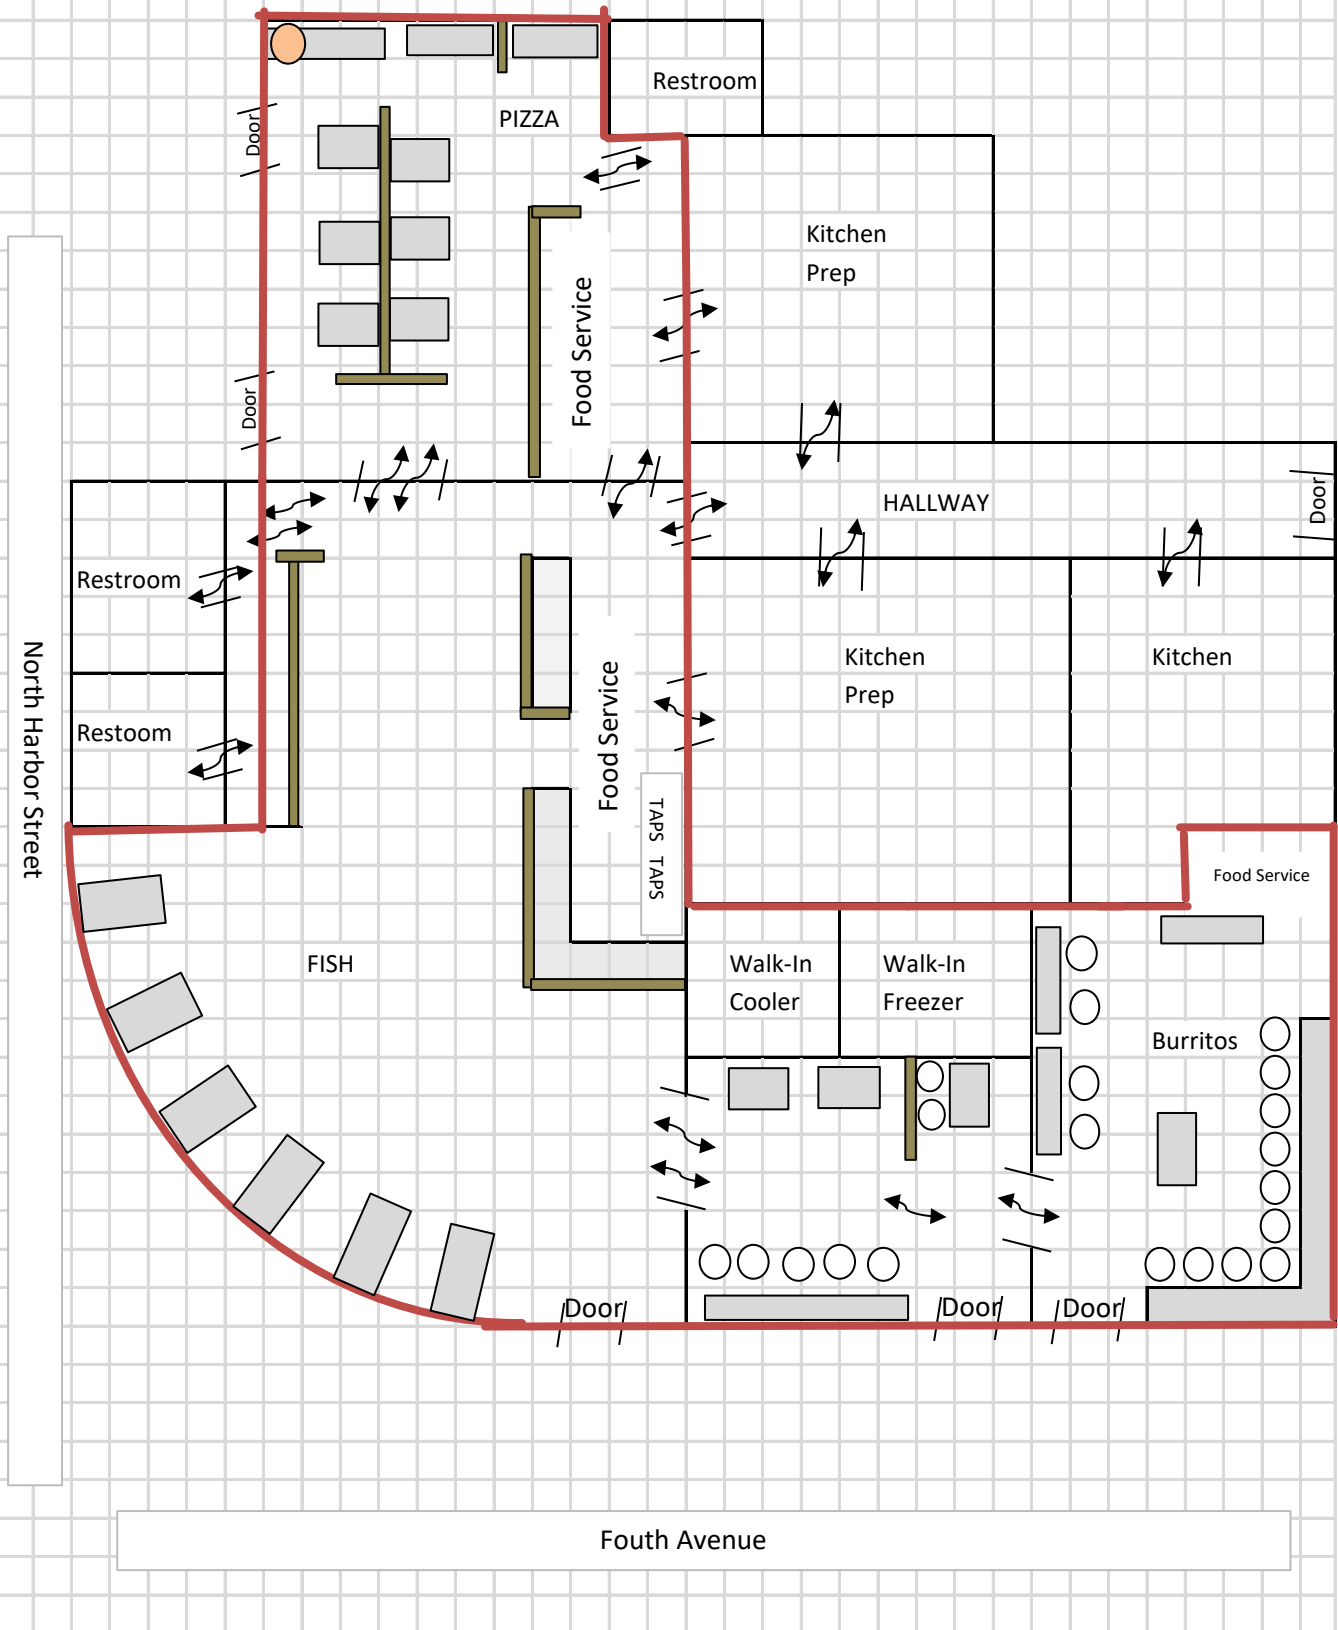 Restroom
PIZZA
Door
Kitchen
Prep
Food Service
Door
HALLWAY
Door
Restroom
Kitchen
Prep
Kitchen
North Harbor Street
Restoom
Food Service
TAPS TAPS
Food Service
FISH
Walk-In
Cooler
Walk-In
Freezer
Burritos
Door
Door
Door
Fouth Avenue